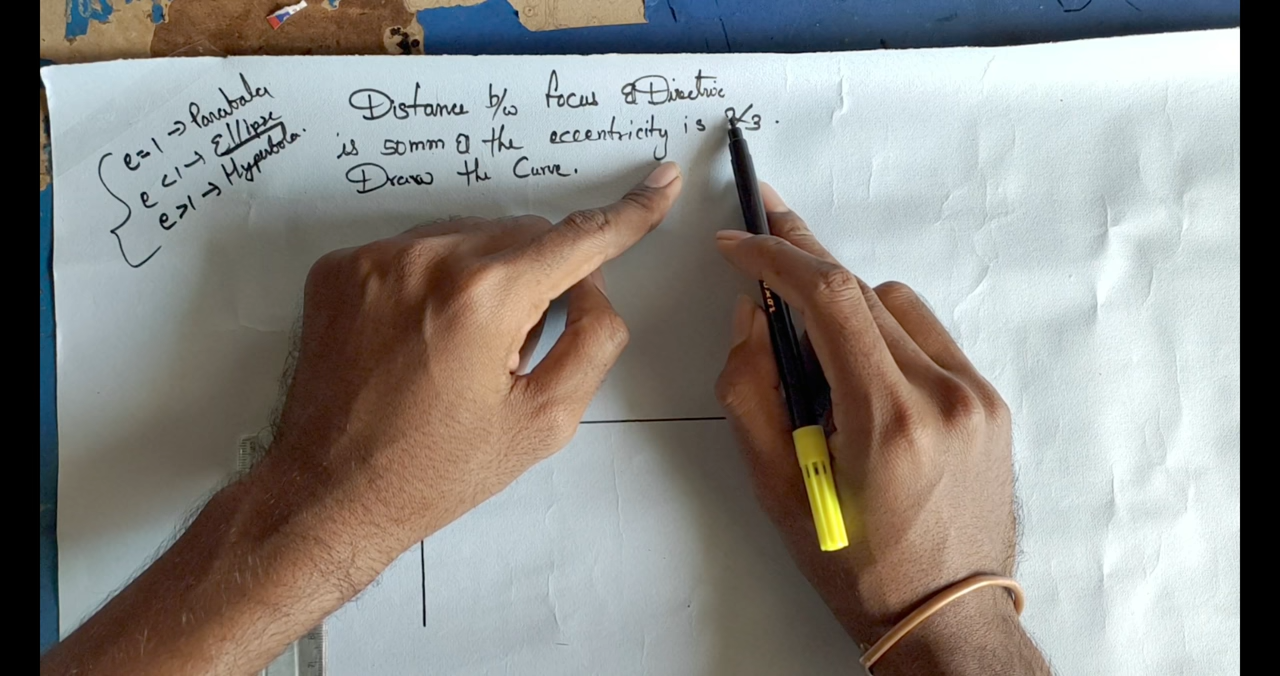 e=1 → Parabola
e<1 → Ellipse
e>1 → Hyperbola.
Distance b/w focus & Directrix
is 50mm & the eccentricity is 2/3.
Draw the Curve.